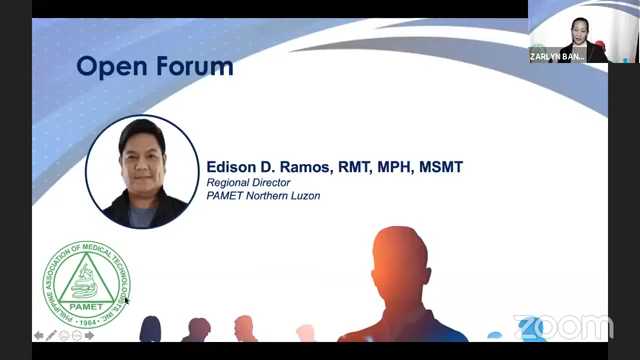 Open Forum
ZARLYN BAN...
Edison D. Ramos, RMT, MPH, MSMT
Regional Director
PAMET Northern Luzon
PHILIPPINE ASSOCIATION OF MEDICAL TECHNOLOGISTS, INC.
PAMET
1964
zoom